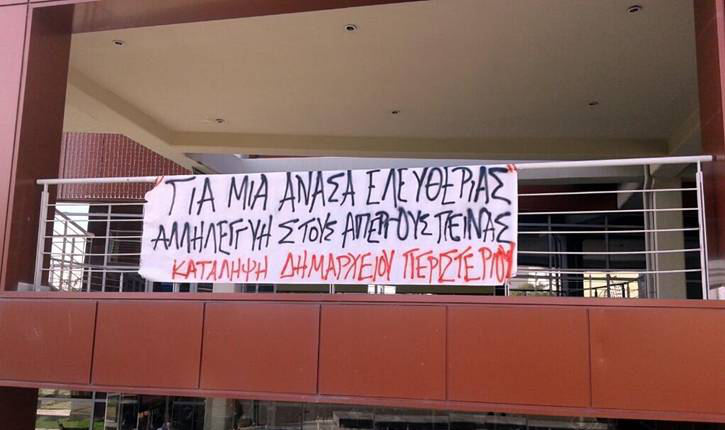 "ΓΙΑ ΜΙΑ ΑΝΑΣΑ ΕΛΕΥΘΕΡΙΑΣ"
ΑΛΛΗΛΕΓΓΥΗ ΣΤΟΥΣ ΑΠΕΡΓΟΥΣ ΠΕΙΝΑΣ
ΚΑΤΑΛΗΨΗ ΔΗΜΑΡΧΕΙΟΥ ΠΕΡΙΣΤΕΡΙΟΥ